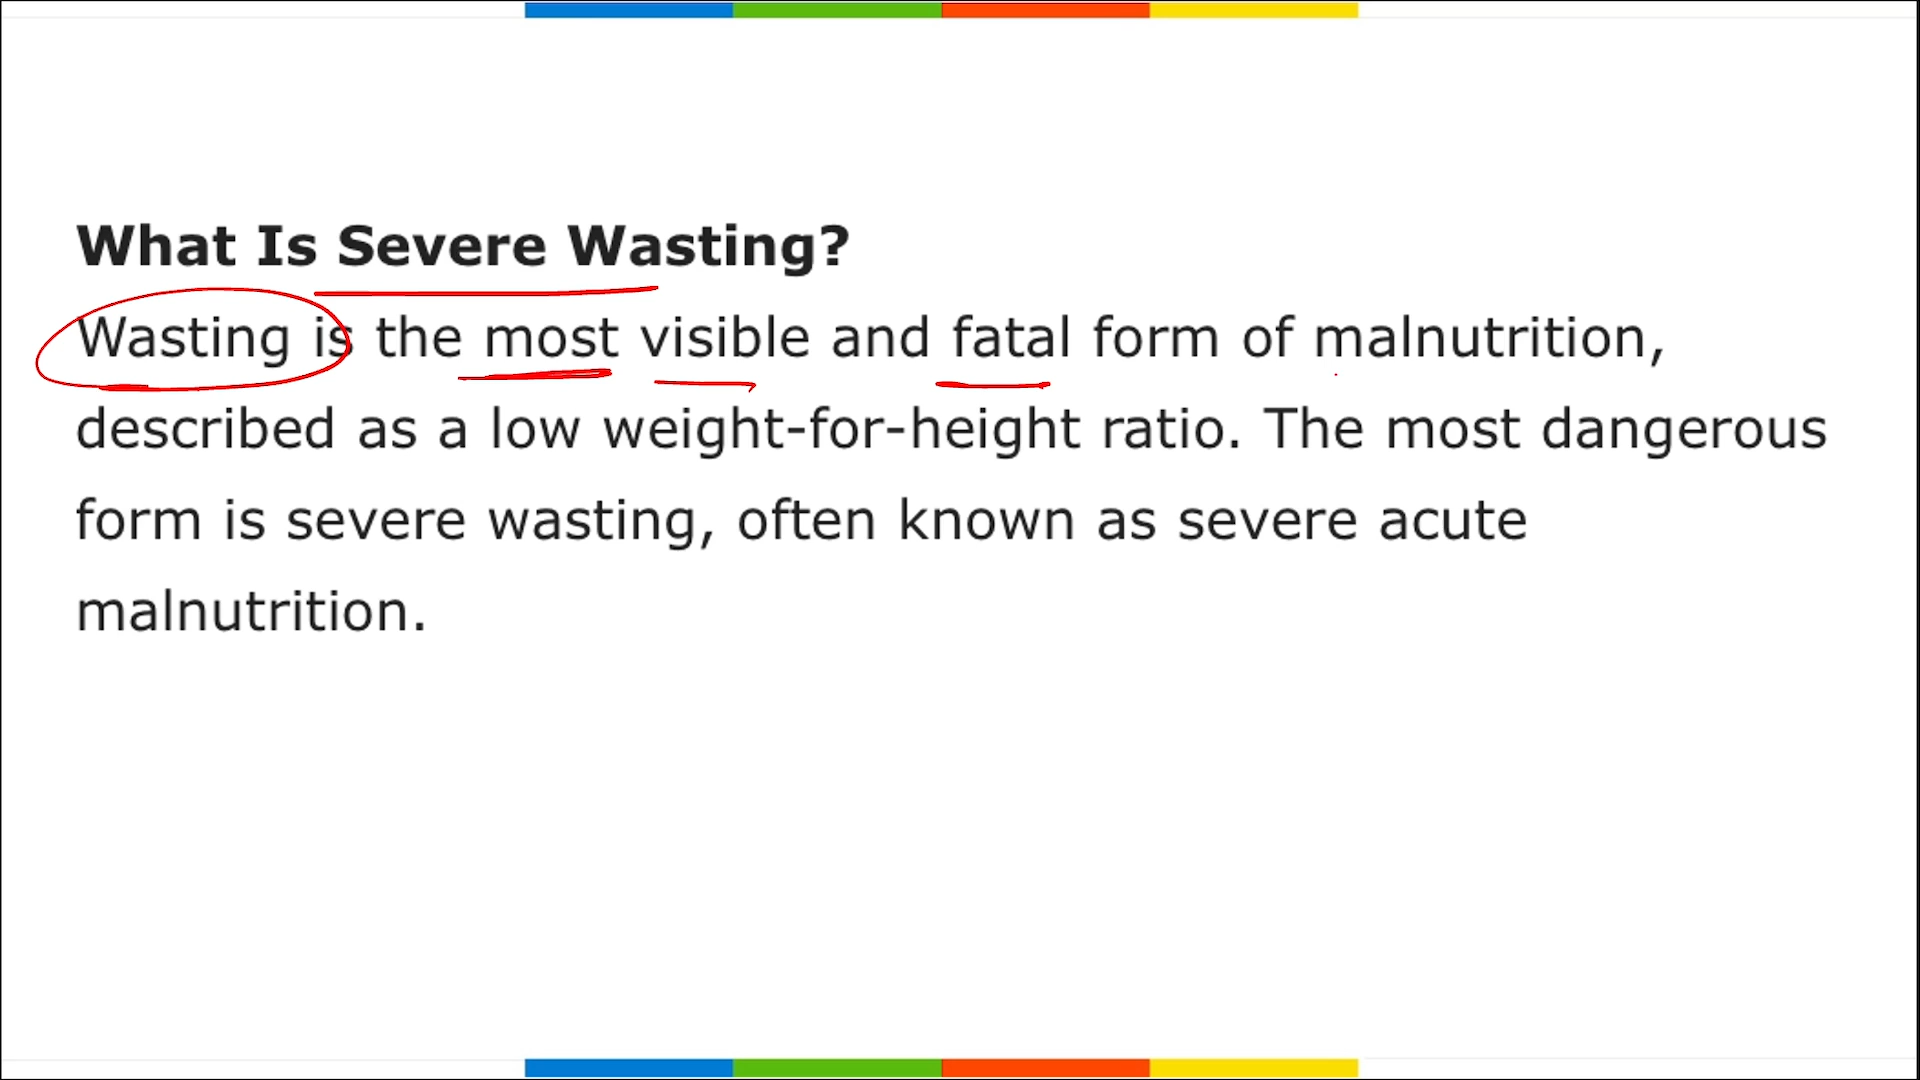 What Is Severe Wasting?
Wasting is the most visible and fatal form of malnutrition,
described as a low weight-for-height ratio. The most dangerous
form is severe wasting, often known as severe acute
malnutrition.